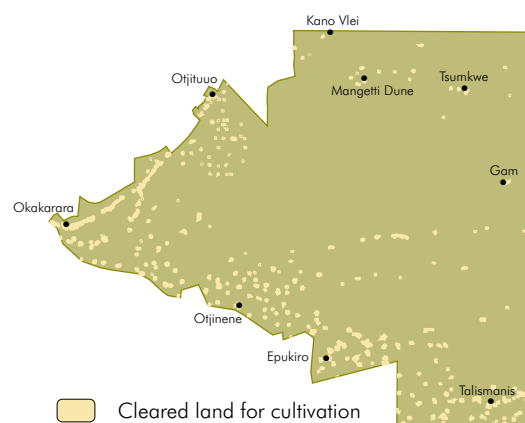 Kano Vlei
Otjituuo
Mangetti Dune
Tsumkwe
Gam
Okakarara
Otjinene
Epukiro
Talismanis
Cleared land for cultivation